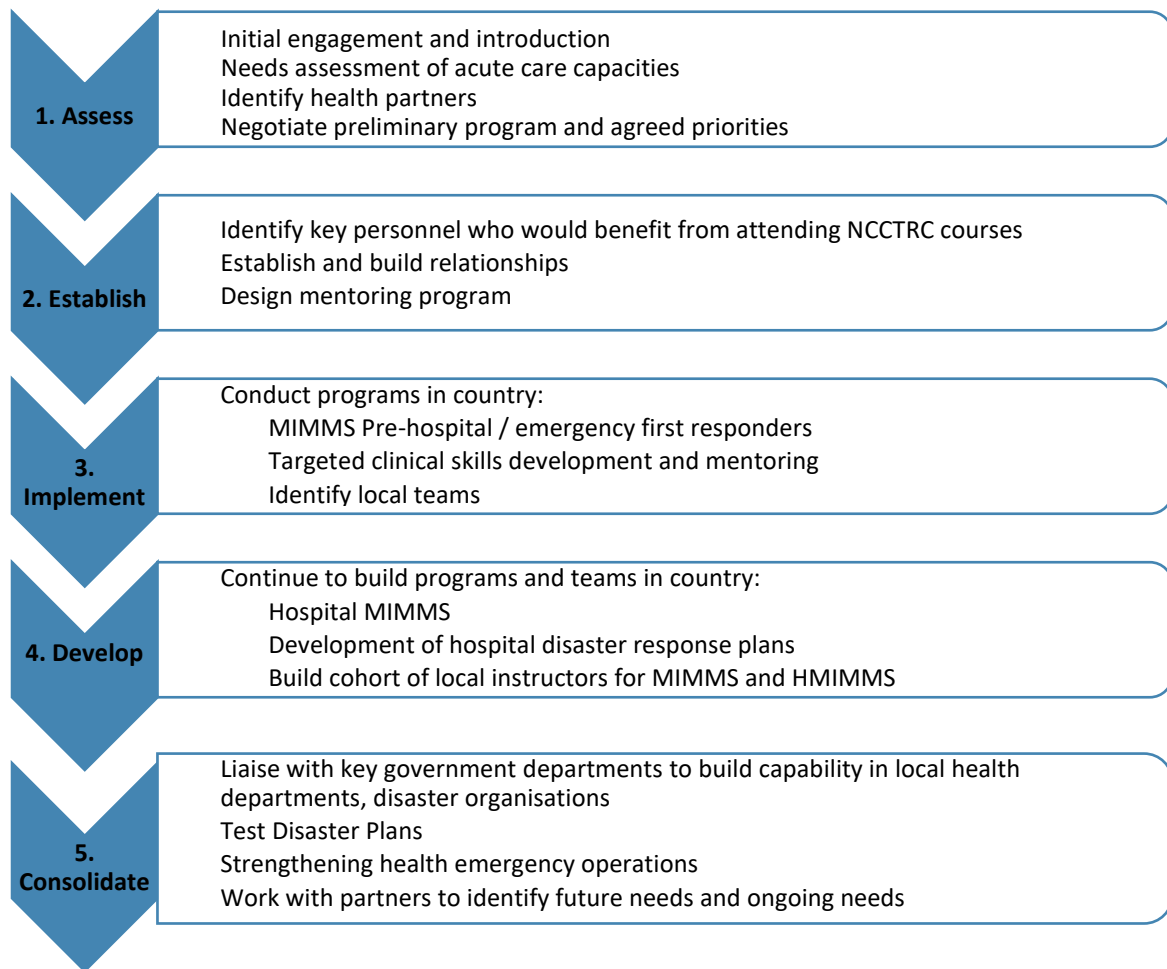 1. Assess
Initial engagement and introduction
Needs assessment of acute care capacities
Identify health partners
Negotiate preliminary program and agreed priorities
2. Establish
Identify key personnel who would benefit from attending NCCTRC courses
Establish and build relationships
Design mentoring program
3.
Implement
Conduct programs in country:
MIMMS Pre-hospital / emergency first responders
Targeted clinical skills development and mentoring
Identify local teams
4. Develop
Continue to build programs and teams in country:
Hospital MIMMS
Development of hospital disaster response plans
Build cohort of local instructors for MIMMS and HMIMMS
5.
Consolidate
Liaise with key government departments to build capability in local health
departments, disaster organisations
Test Disaster Plans
Strengthening health emergency operations
Work with partners to identify future needs and ongoing needs